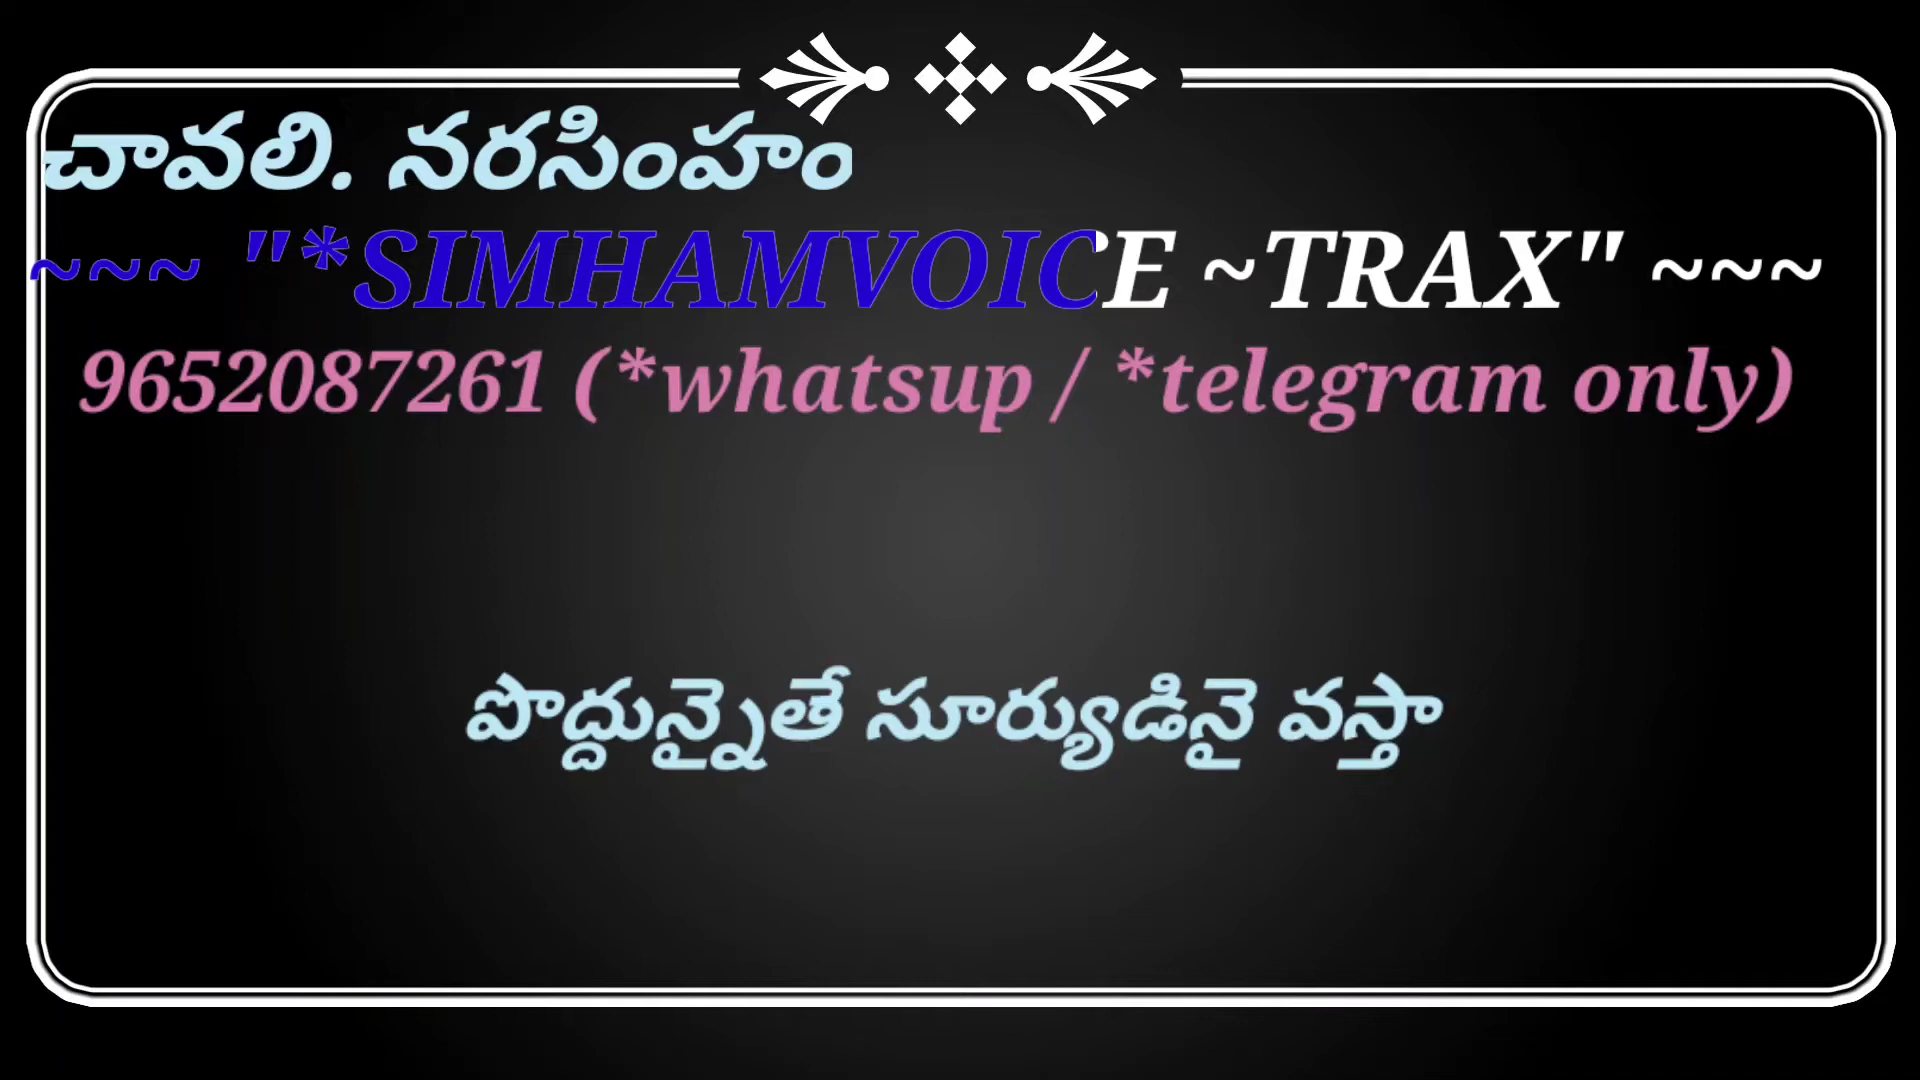 చావలి. నరసింహం
~~~ "*SIMHAMVOICE ~TRAX" ~~~
9652087261 (*whatsup / *telegram only)
పొద్దున్నైతే సూర్యుడినై వస్తా